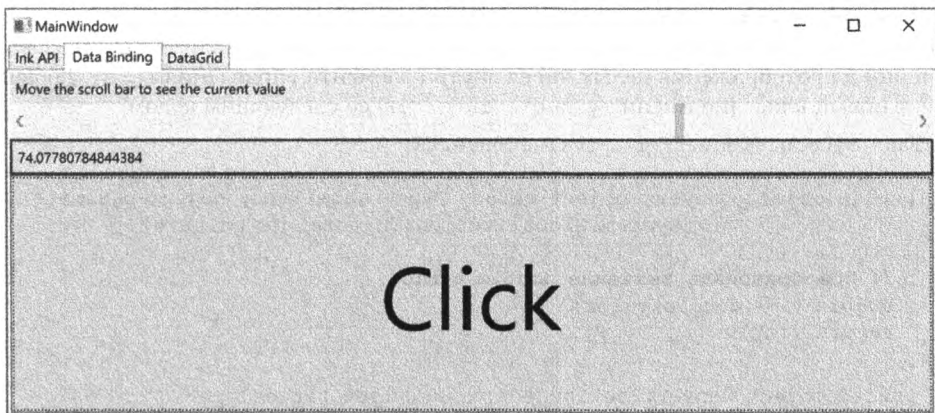 MainWindow
Ink API Data Binding DataGrid
Move the scroll bar to see the current value
74.07780784844384
Click